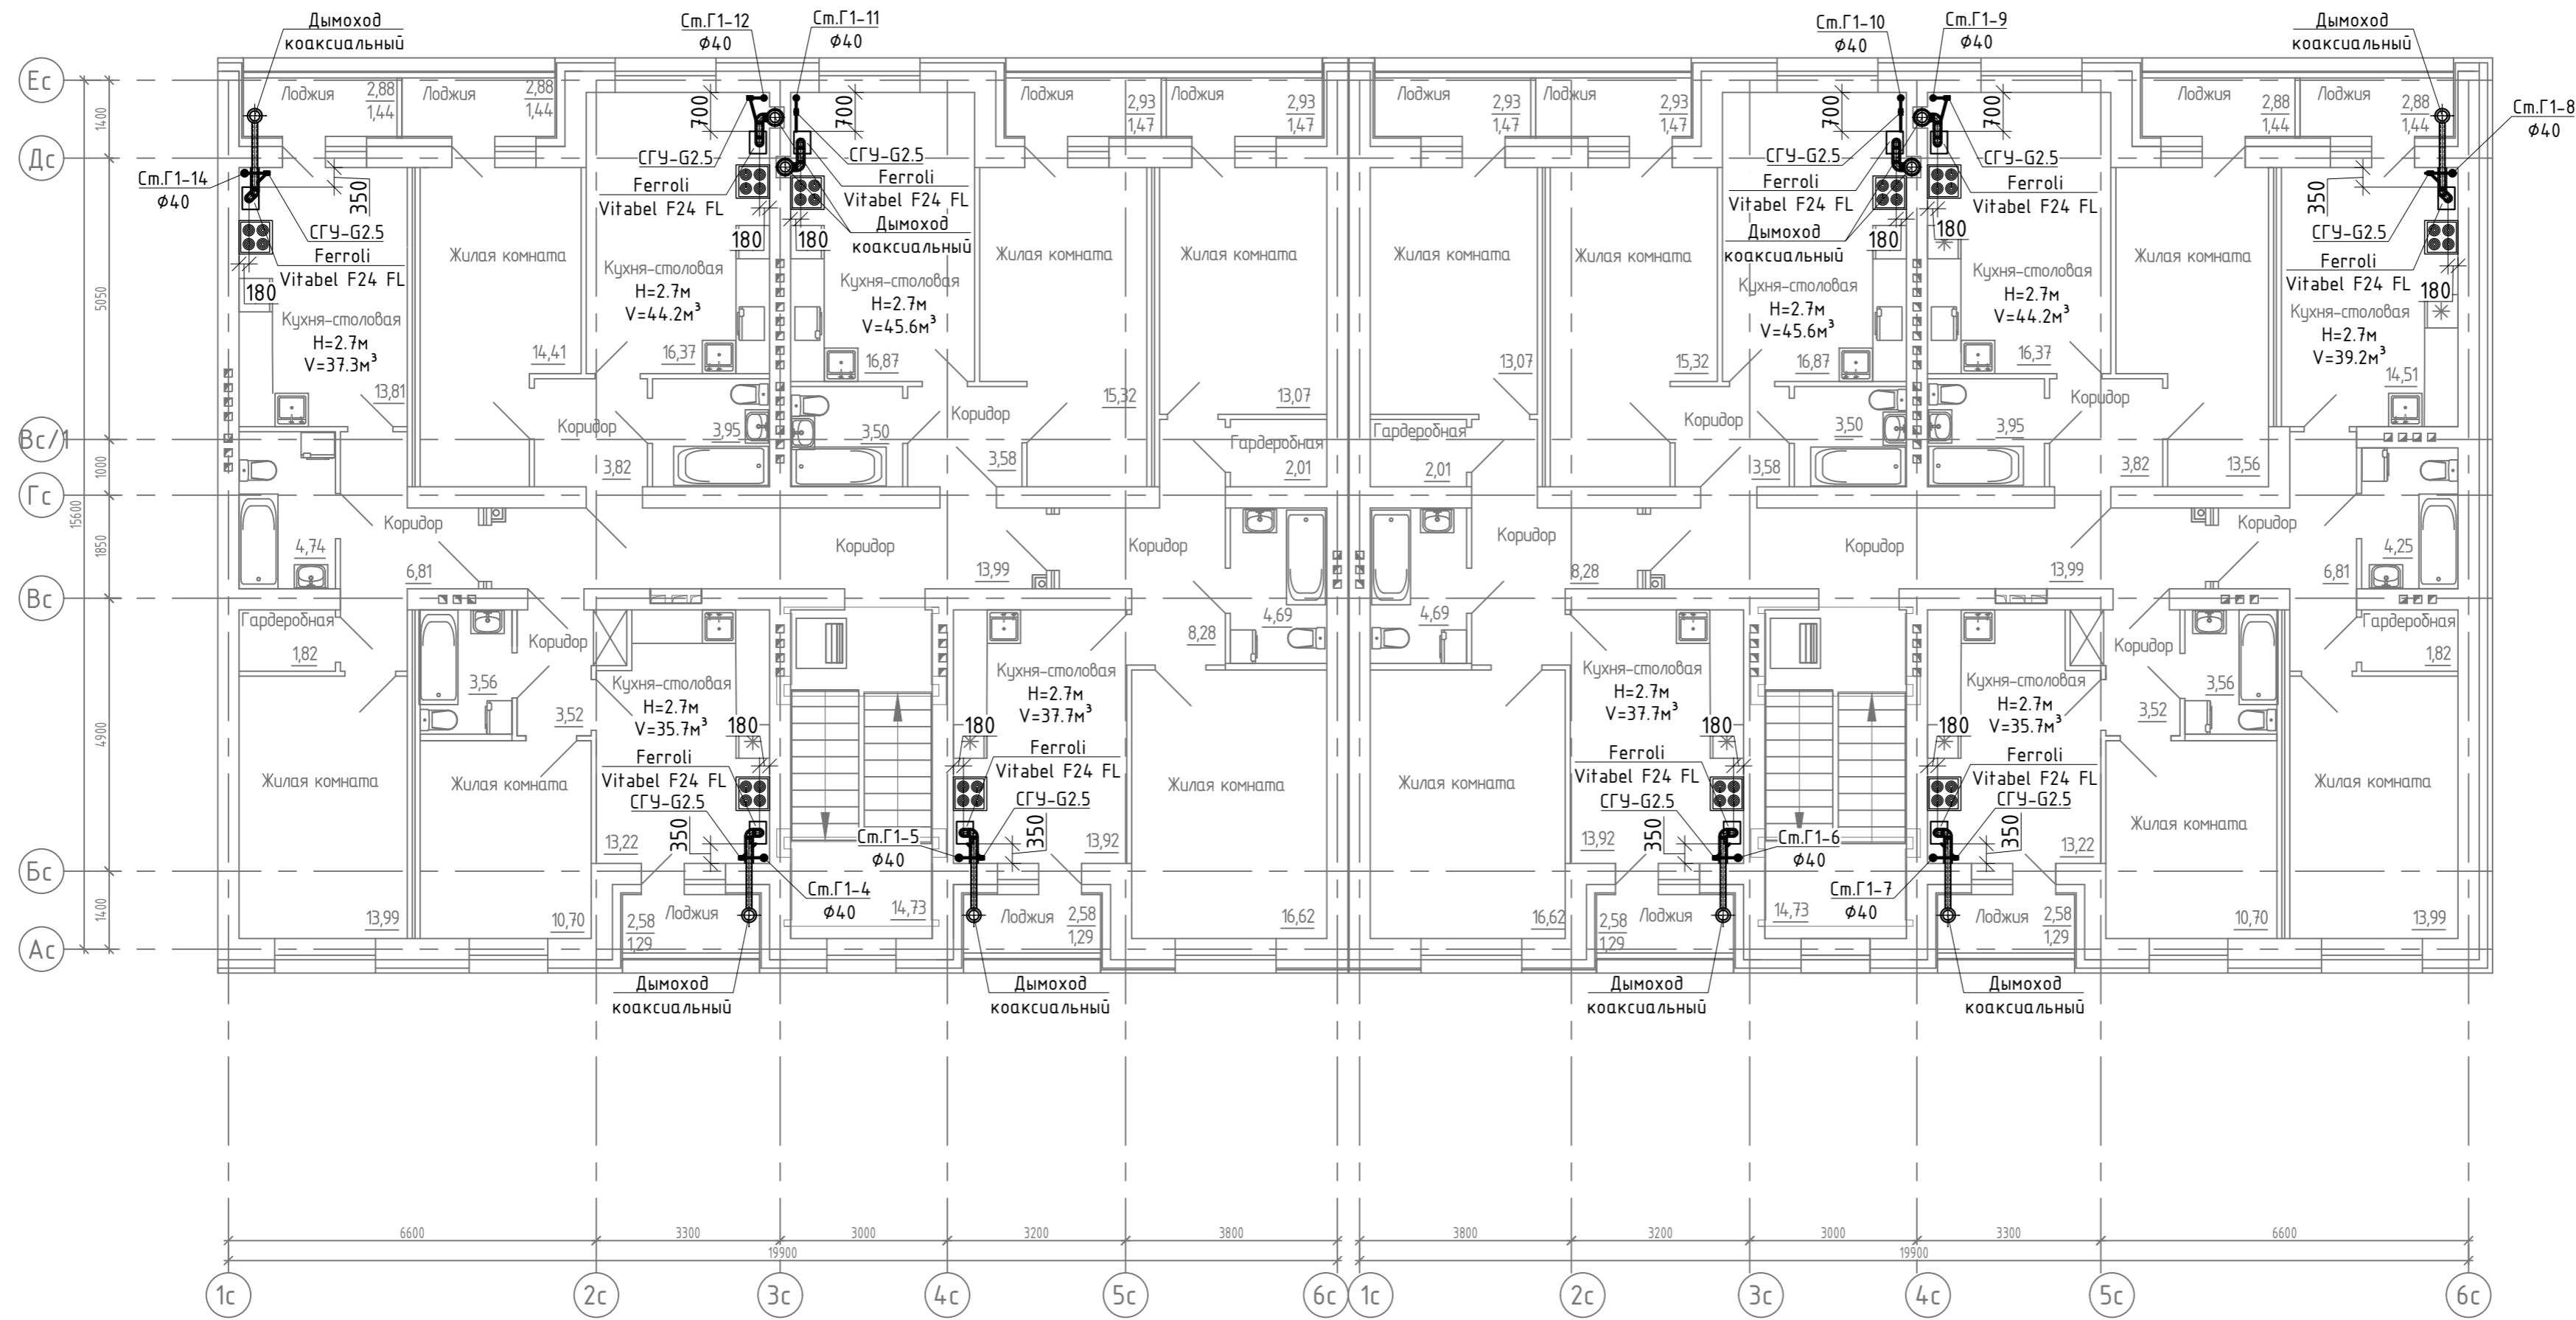 Дымоход
коаксиальный
Ст.Г1-12
Ф40
Ст.Г1-11
Ф40
Ст.Г1-10
Ф40
Ст.Г1-9
Ф40
Дымоход
коаксиальный
Ес
Лоджия
2,88
1,44
Лоджия
2,88
1,44
700
700
Лоджия
2,93
1,47
2,93
1,47
Лоджия
2,93
1,47
Лоджия
2,93
1,47
700
700
Лоджия
2,88
1,44
Лоджия
2,88
1,44
Ст.Г1-8
Ф40
1400
Дс
Ст.Г1-14
Ф40
350
СГУ-G2.5
Ferroli
Vitabel F24 FL
180
СГУ-G2.5
Ferroli
Vitabel F24 FL
180
СГУ-G2.5
Ferroli
Vitabel F24 FL
Дымоход
коаксиальный
180
СГУ-G2.5
Ferroli
Vitabel F24 FL
Дымоход
коаксиальный
180
СГУ-G2.5
Ferroli
Vitabel F24 FL
180
350
СГУ-G2.5
Ferroli
Vitabel F24 FL
180
5050
Кухня-столовая
H=2.7м
V=37.3м³
13,81
Жилая комната
14,41
Кухня-столовая
H=2.7м
V=44.2м³
16,37
Кухня-столовая
H=2.7м
V=45.6м³
16,87
Жилая комната
15,32
Жилая комната
13,07
Жилая комната
13,07
Жилая комната
15,32
Кухня-столовая
H=2.7м
V=45.6м³
16,87
Кухня-столовая
H=2.7м
V=44.2м³
16,37
Жилая комната
13,56
Кухня-столовая
H=2.7м
V=39.2м³
14,51
Вс/1
Коридор
3,82
3,95
3,50
Коридор
3,58
Гардеробная
2,01
Гардеробная
2,01
Коридор
3,58
3,50
3,95
Коридор
3,82
1000
Гс
15600
1850
4,74
Коридор
6,81
Коридор
13,99
Коридор
8,28
4,69
4,69
Коридор
8,28
Коридор
13,99
Коридор
6,81
4,25
Вс
Гардеробная
1,82
3,56
Коридор
3,52
Кухня-столовая
H=2.7м
V=35.7м³
180
Ferroli
Vitabel F24 FL
СГУ-G2.5
350
13,22
Кухня-столовая
H=2.7м
V=37.7м³
180
Ferroli
Vitabel F24 FL
СГУ-G2.5
350
13,92
Кухня-столовая
H=2.7м
V=37.7м³
180
Ferroli
Vitabel F24 FL
СГУ-G2.5
350
13,92
Кухня-столовая
H=2.7м
V=35.7м³
180
Ferroli
Vitabel F24 FL
СГУ-G2.5
350
13,22
Коридор
3,52
3,56
Гардеробная
1,82
4900
Жилая комната
13,99
Жилая комната
10,70
Жилая комната
16,62
Жилая комната
16,62
Жилая комната
10,70
Жилая комната
13,99
Бс
Ст.Г1-4
Ф40
Ст.Г1-5
Ф40
Ст.Г1-6
Ф40
Ст.Г1-7
Ф40
1400
2,58
1,29
Лоджия
14,73
Лоджия
2,58
1,29
2,58
1,29
Лоджия
14,73
Лоджия
2,58
1,29
Ас
Дымоход
коаксиальный
Дымоход
коаксиальный
Дымоход
коаксиальный
Дымоход
коаксиальный
6600
3300
3000
3200
3800
3800
3200
3000
3300
6600
19900
19900
1с
2с
3с
4с
5с
6с
1с
2с
3с
4с
5с
6с